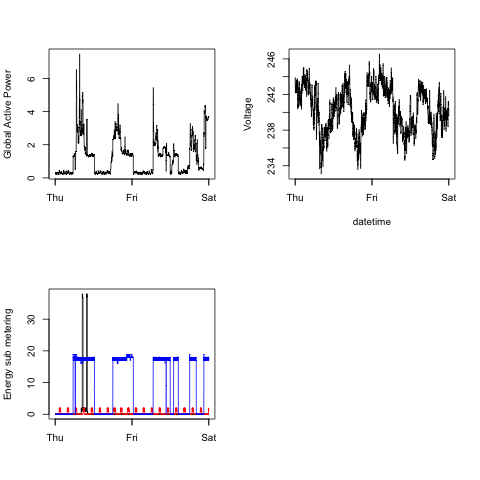 Global Active Power
6
4
2
0
Thu Fri Sat
Voltage
246
242
238
234
Thu Fri Sat
datetime
Energy sub metering
30
20
10
0
Thu Fri Sat